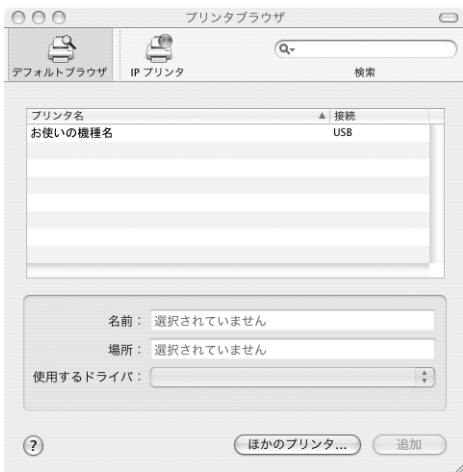 プリンタブラウザ
デフォルトブラウザ
IP プリンタ
検索
プリンタ名 接続
お使いの機種名 USB
名前： 選択されていません
場所： 選択されていません
使用するドライバ：
? ほかのプリンタ... 追加